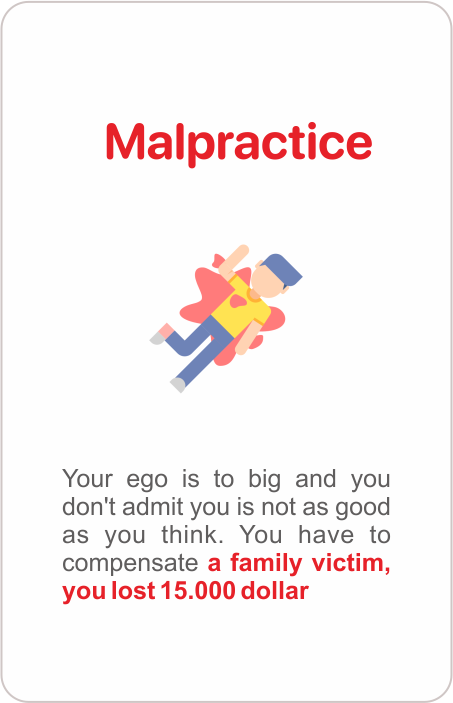 Malpractice
Your ego is to big and you
don't admit you is not as good
as you think. You have to
compensate a family victim,
you lost 15.000 dollar